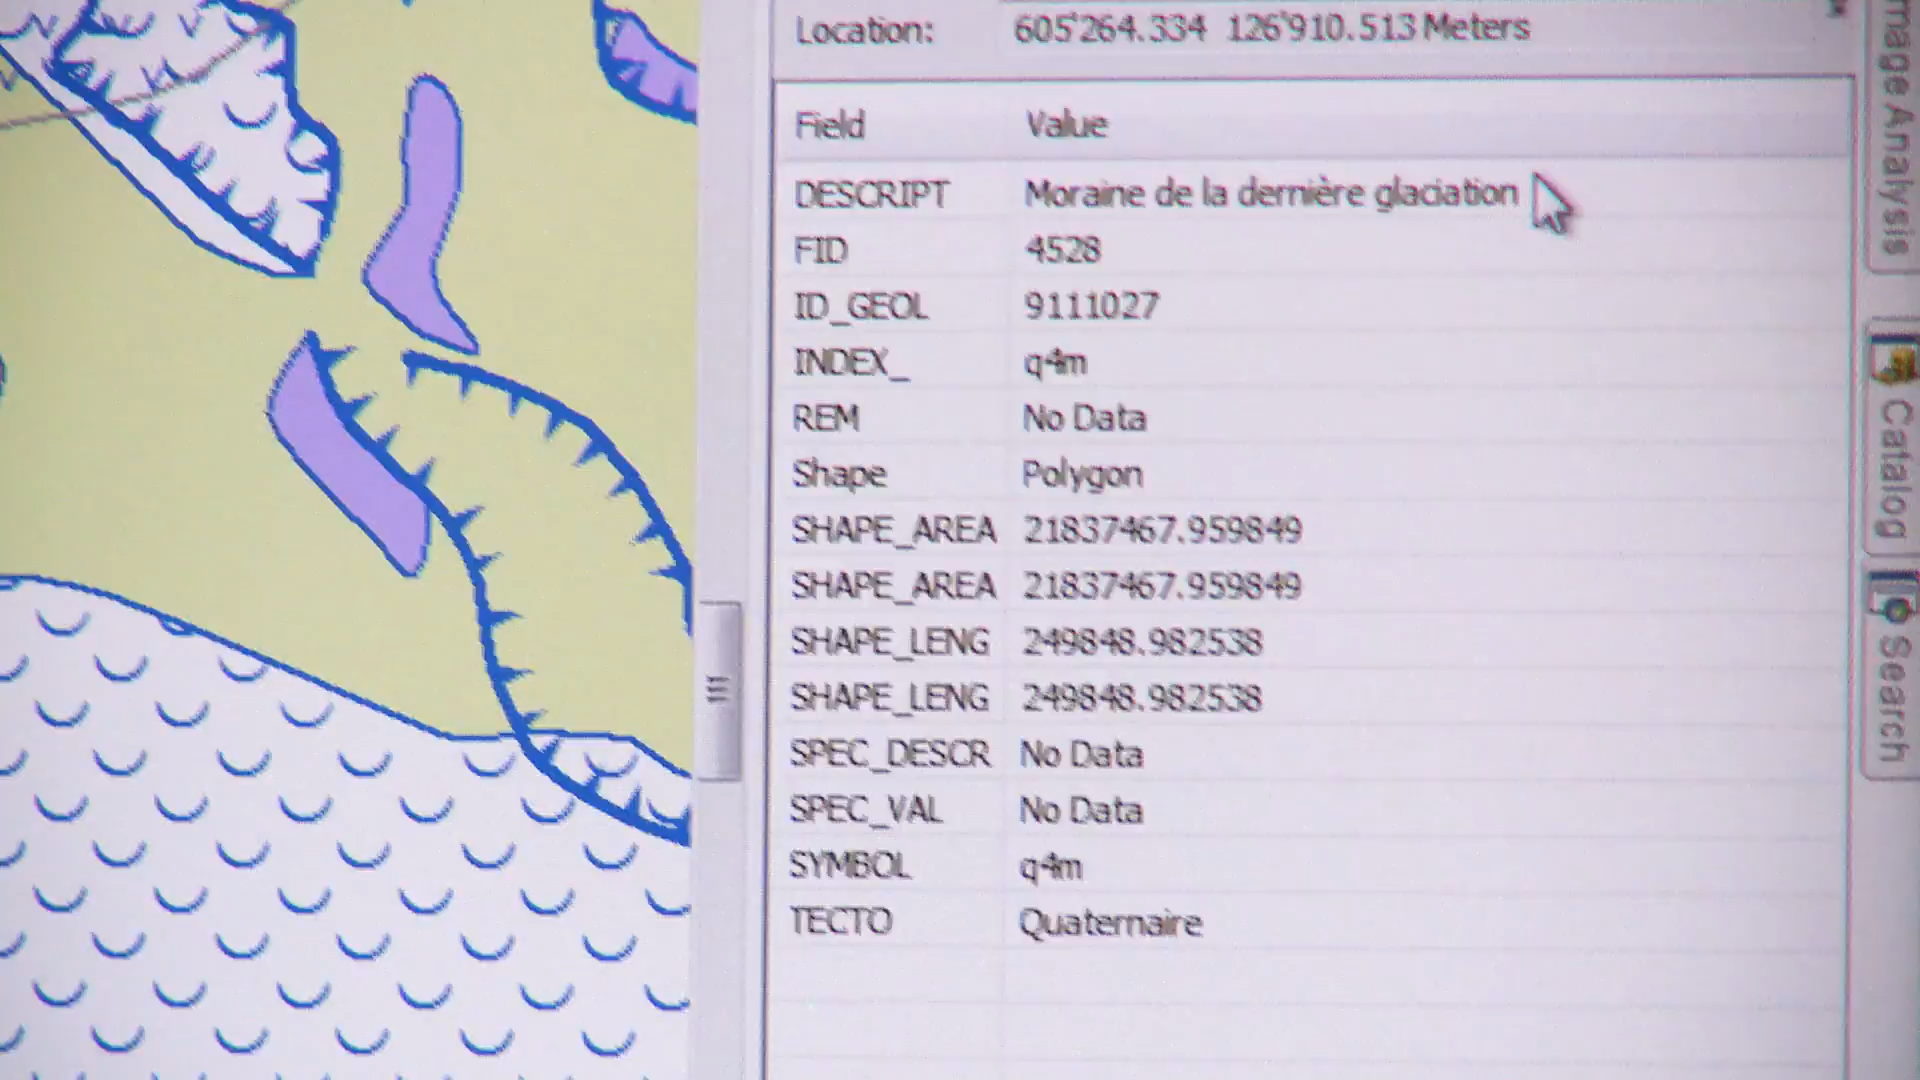 Location: 605'264.334 126'910.513 Meters
Field Value
DESCRIPT Moraine de la dernière glaciation
FID 4528
ID_GEOL 9111027
INDEX_ q4m
REM No Data
Shape Polygon
SHAPE_AREA 21837467.959849
SHAPE_AREA 21837467.959849
SHAPE_LENG 249848.982538
SHAPE_LENG 249848.982538
SPEC_DESCR No Data
SPEC_VAL No Data
SYMBOL q4m
TECTO Quaternaire
Image Analysis
Catalog
Search